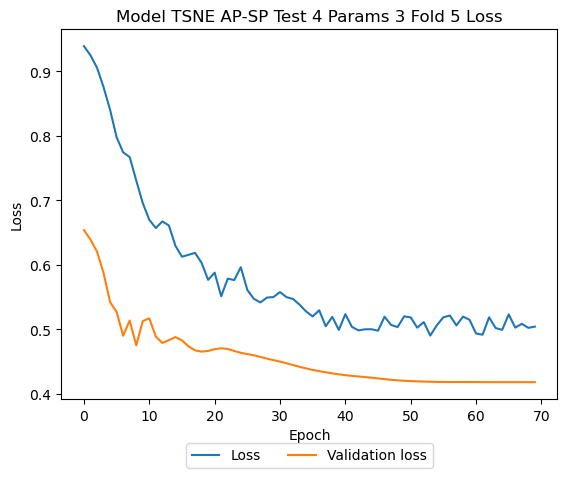 Model TSNE AP-SP Test 4 Params 3 Fold 5 Loss
0.9
0.8
0.7
0.6
0.5
0.4
Loss
0 10 20 30 40 50 60 70
Epoch
Loss Validation loss